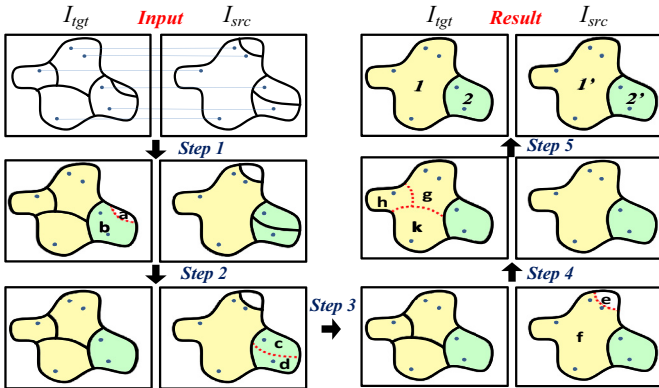 I_tgt Input I_src
Step 1
a
b
Step 2
c
d
Step 3
I_tgt Result I_src
1 2 1' 2'
Step 5
g
h
k
Step 4
e
f